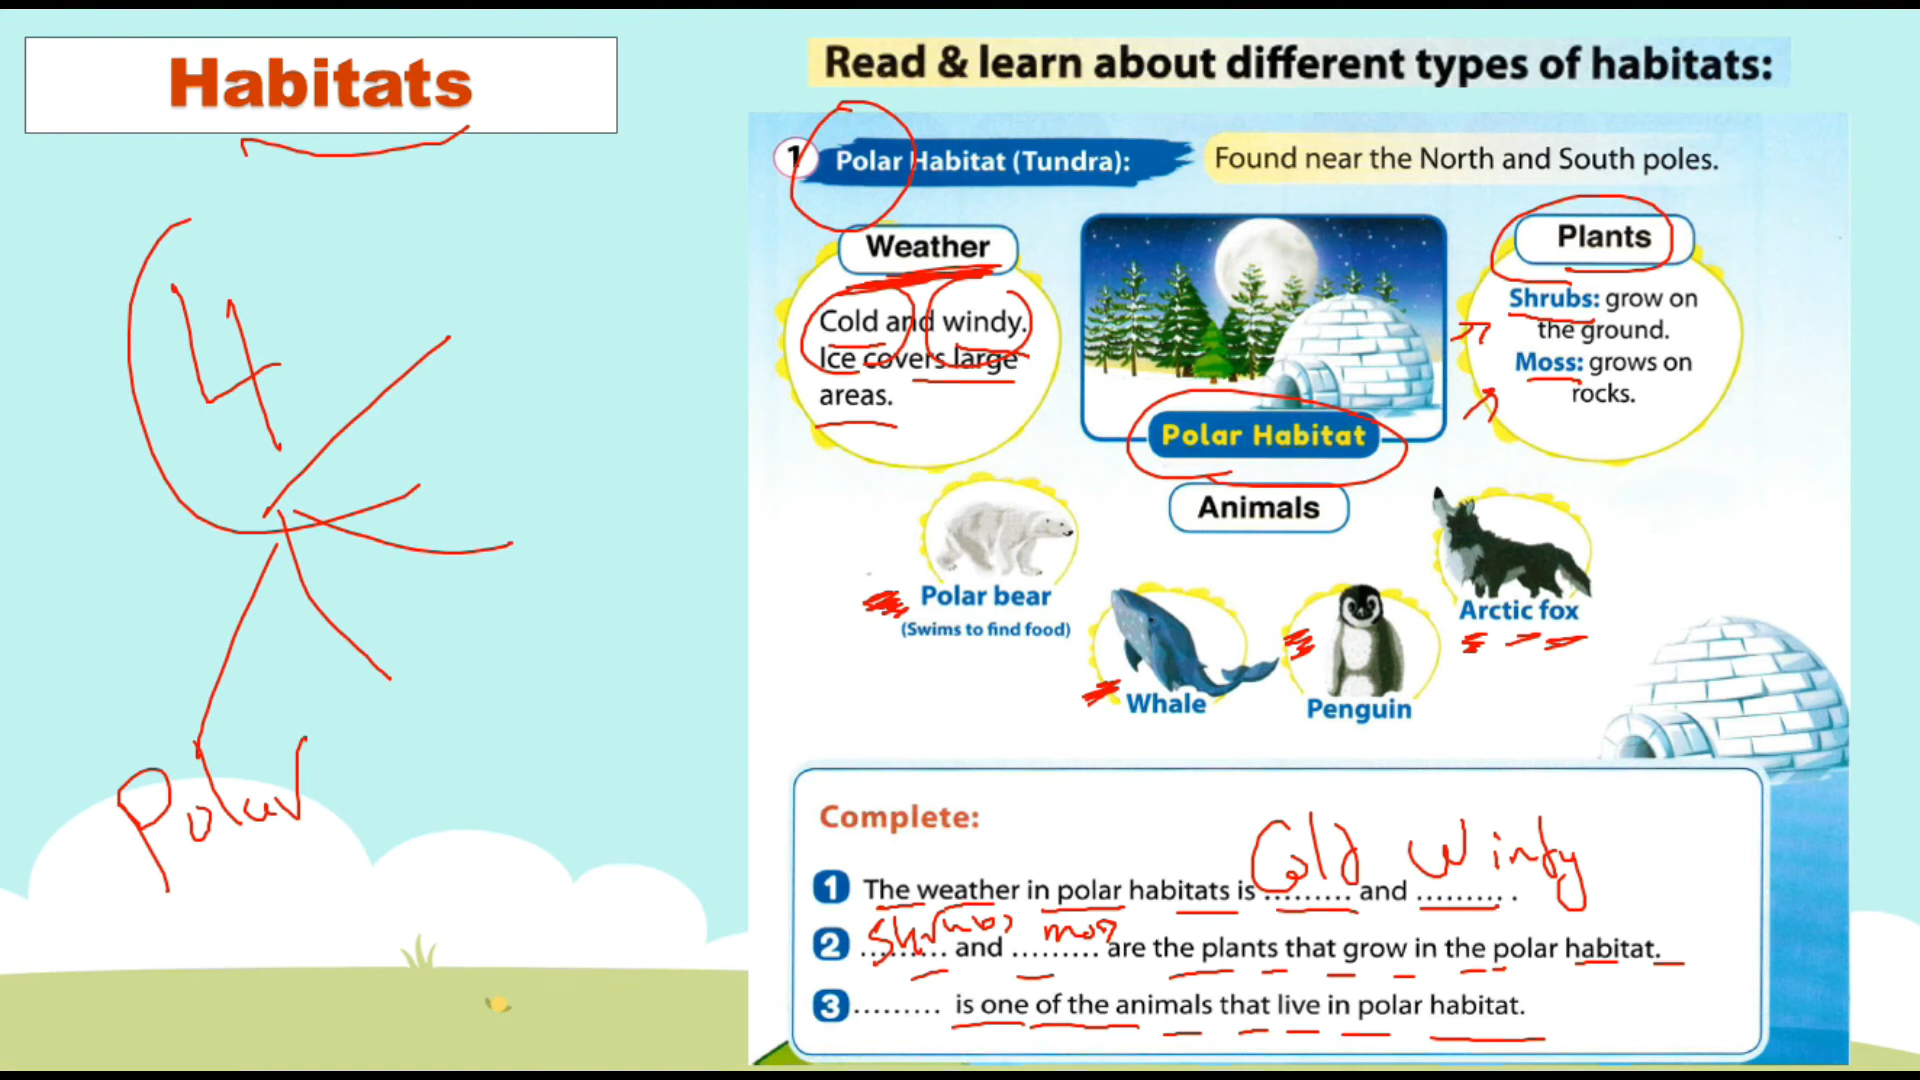 Habitats
Read & learn about different types of habitats:
1 Polar Habitat (Tundra):
Found near the North and South poles.
Weather
Cold and windy.
Ice covers large
areas.
Plants
Shrubs: grow on
the ground.
Moss: grows on
rocks.
4
Polar Habitat
Animals
Polar bear
(Swims to find food)
Whale
Penguin
Arctic fox
Polar
Complete:
Cold Windy
1 The weather in polar habitats is ......... and ......... .
Shrubs moss
2 ......... and ......... are the plants that grow in the polar habitat.
3 ......... is one of the animals that live in polar habitat.